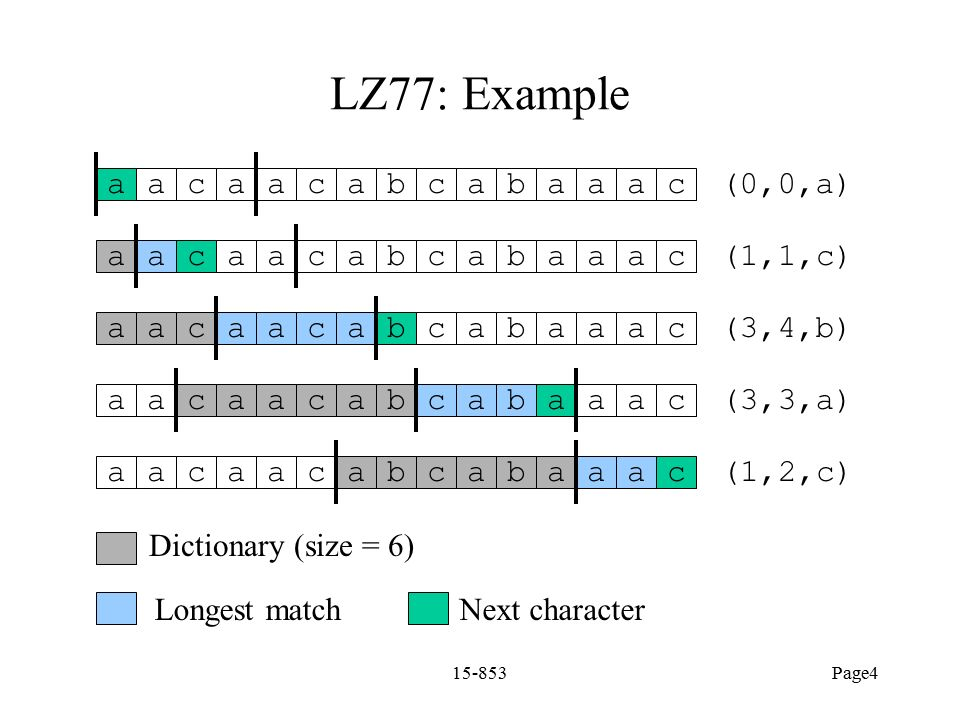 LZ77: Example
a a c a a c a b c a b a a a c (0,0,a)
a a c a a c a b c a b a a a c (1,1,c)
a a c a a c a b c a b a a a c (3,4,b)
a a c a a c a b c a b a a a c (3,3,a)
a a c a a c a b c a b a a a c (1,2,c)
Dictionary (size = 6)
Longest match Next character
15-853 Page4